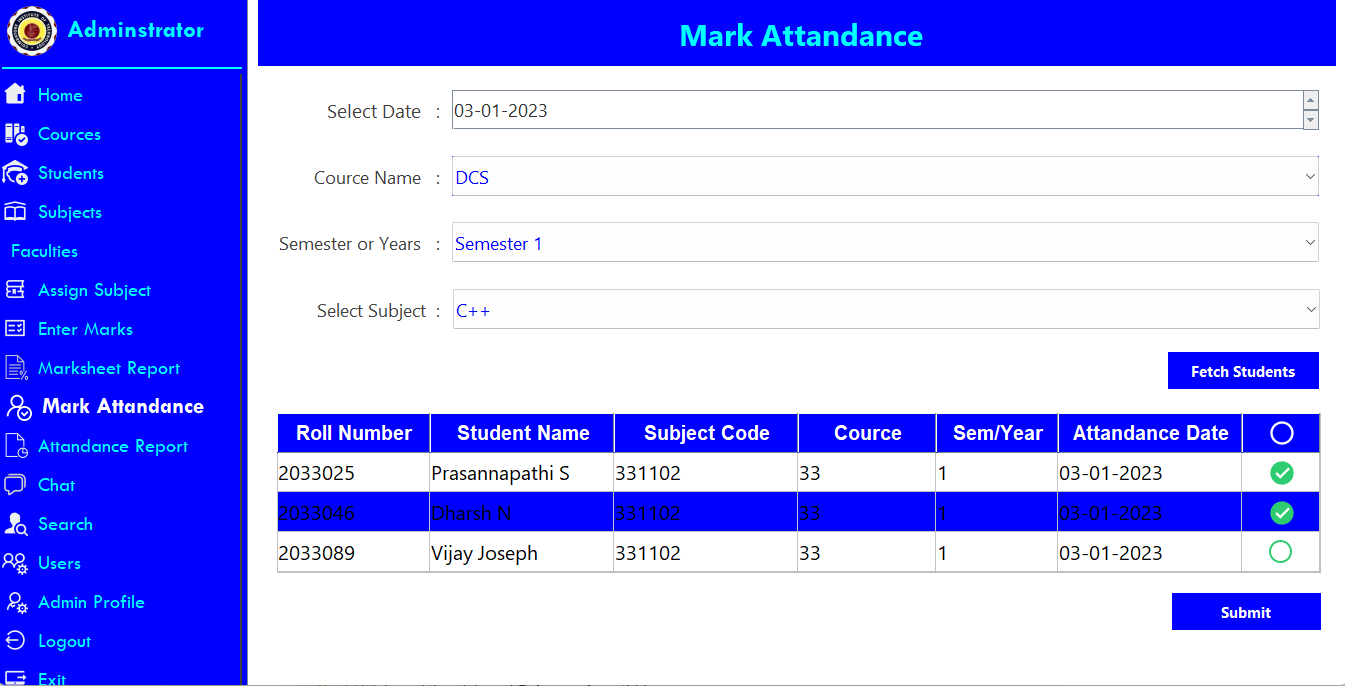 Adminstrator
Home
Cources
Students
Subjects
Faculties
Assign Subject
Enter Marks
Marksheet Report
Mark Attandance
Attandance Report
Chat
Search
Users
Admin Profile
Logout
Exit
Mark Attandance
Select Date : 03-01-2023
Cource Name : DCS
Semester or Years : Semester 1
Select Subject : C++
Fetch Students
Roll Number Student Name Subject Code Cource Sem/Year Attandance Date
2033025 Prasannapathi S 331102 33 1 03-01-2023
2033046 Dharsh N 331102 33 1 03-01-2023
2033089 Vijay Joseph 331102 33 1 03-01-2023
Submit